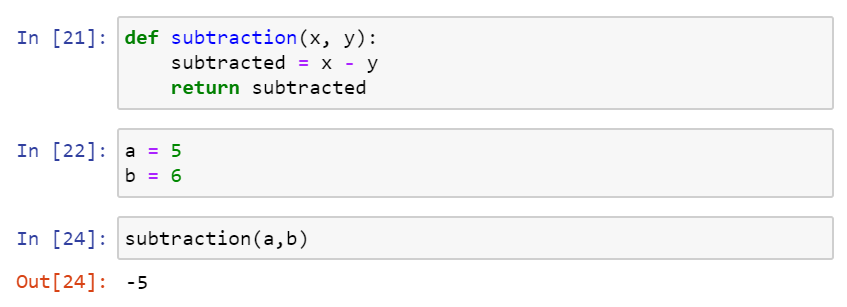 In [21]: def subtraction(x, y):
    subtracted = x - y
    return subtracted
In [22]: a = 5
b = 6
In [24]: subtraction(a,b)
Out[24]: -5